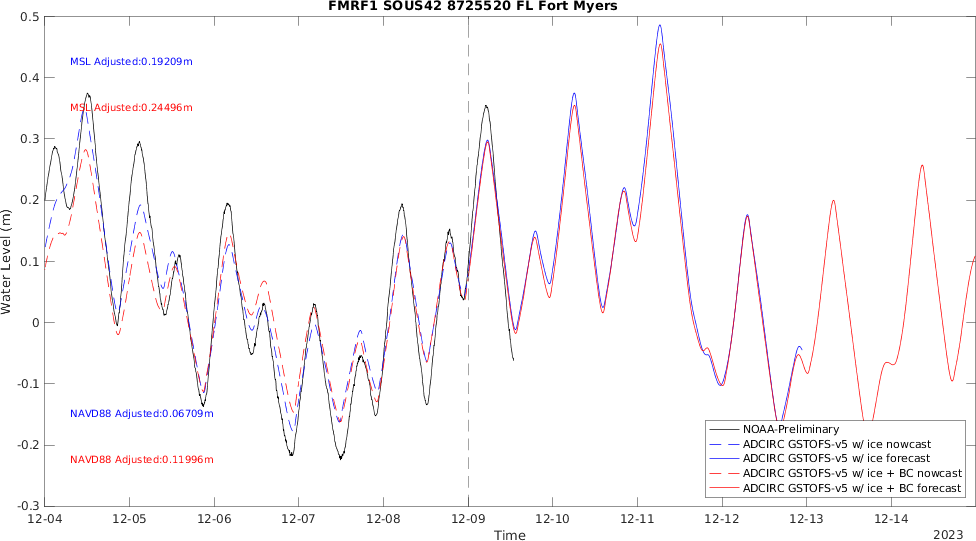 FMRF1 SOUS42 8725520 FL Fort Myers
0.5
MSL Adjusted:0.19209m
0.4
MSL Adjusted:0.24496m
0.3
0.2
0.1
Water Level (m)
0
-0.1
NAVD88 Adjusted:0.06709m
-0.2
NAVD88 Adjusted:0.11996m
-0.3
NOAA-Preliminary
ADCIRC GSTOFS-v5 w/ ice nowcast
ADCIRC GSTOFS-v5 w/ ice forecast
ADCIRC GSTOFS-v5 w/ ice + BC nowcast
ADCIRC GSTOFS-v5 w/ ice + BC forecast
12-04 12-05 12-06 12-07 12-08 12-09 12-10 12-11 12-12 12-13 12-14
Time
2023